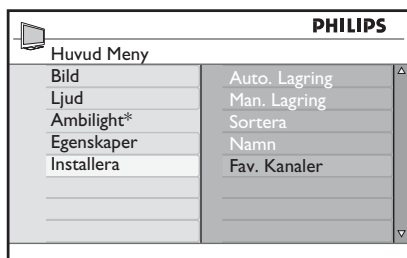 PHILIPS
Huvud Meny
Bild
Ljud
Ambilight*
Egenskaper
Installera
Auto. Lagring
Man. Lagring
Sortera
Namn
Fav. Kanaler